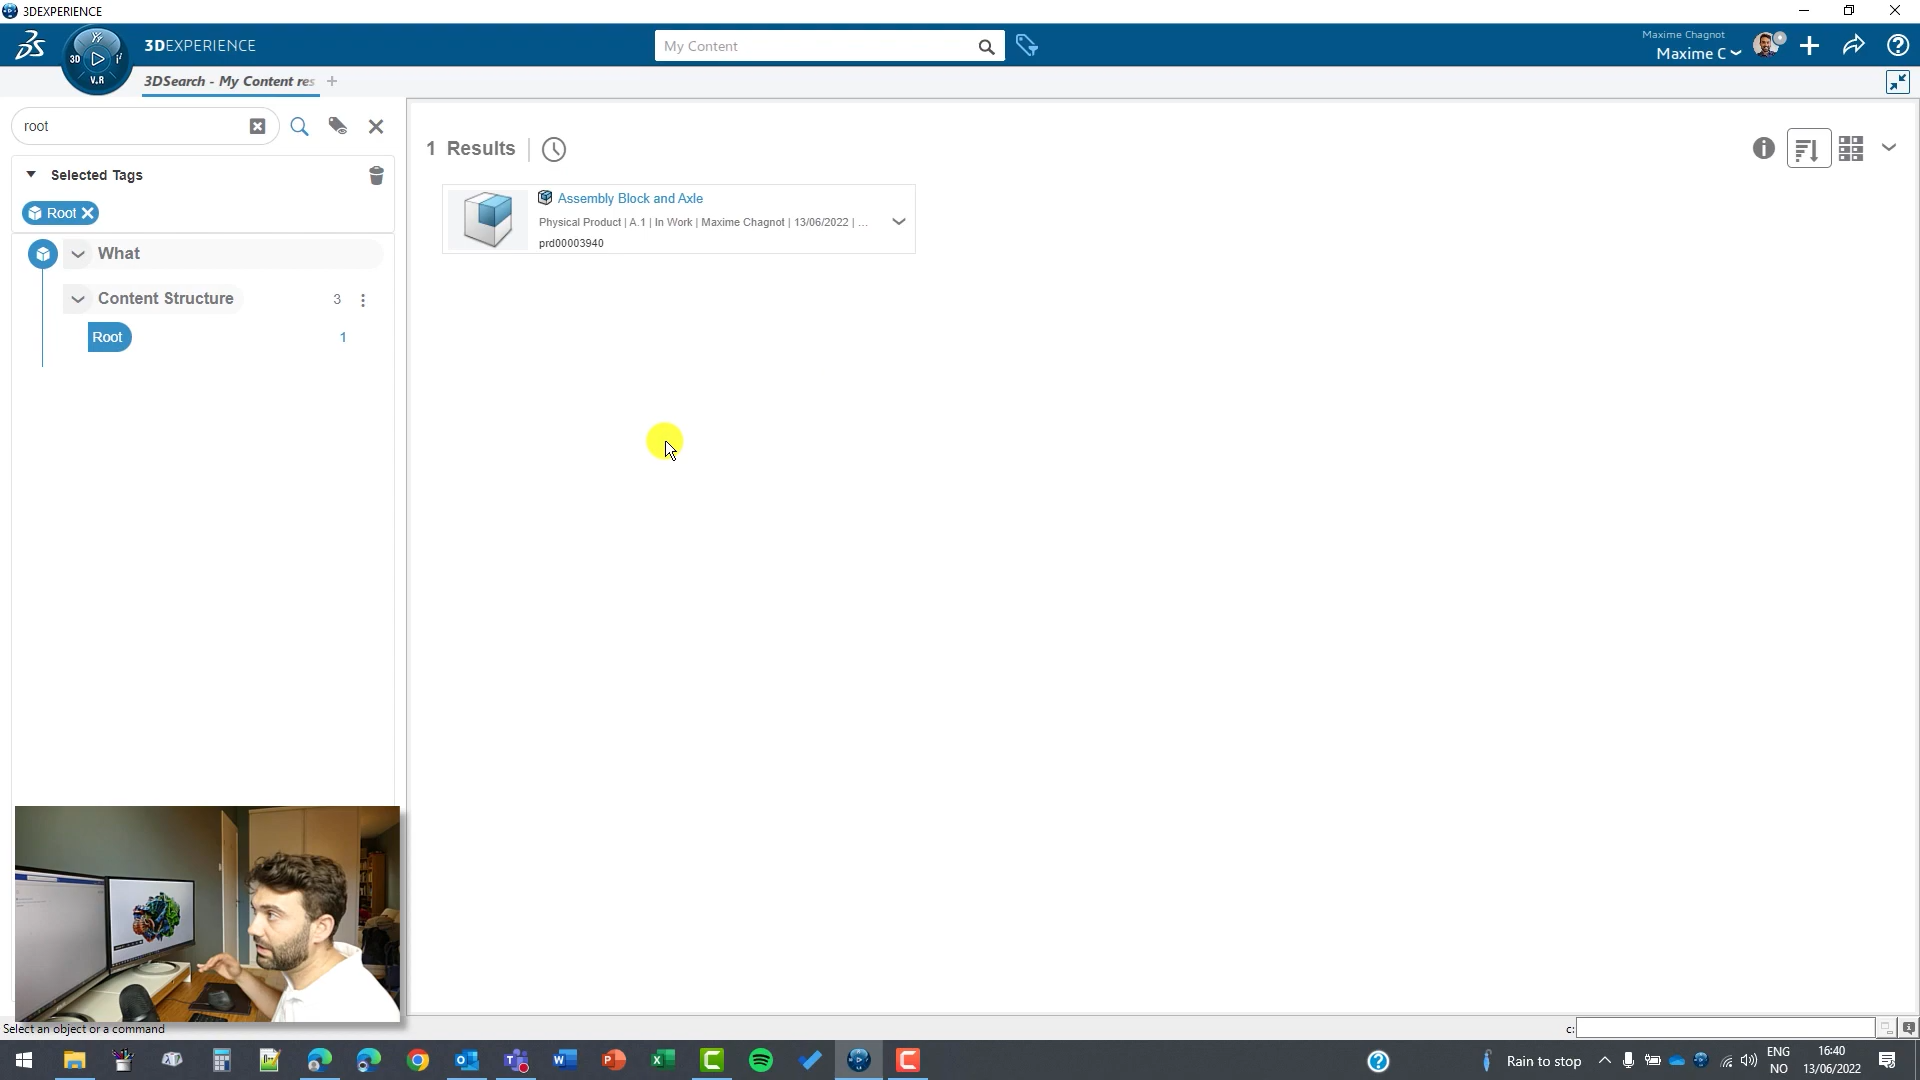 3DEXPERIENCE
3DEXPERIENCE
My Content
Maxime Chagnot
Maxime C
3D
V.R
3DSearch - My Content res
root
Selected Tags
Root
What
Content Structure 3
Root 1
1 Results
Assembly Block and Axle
Physical Product | A.1 | In Work | Maxime Chagnot | 13/06/2022 | ...
prd00003940
Select an object or a command
c:
Rain to stop
ENG
NO
16:40
13/06/2022